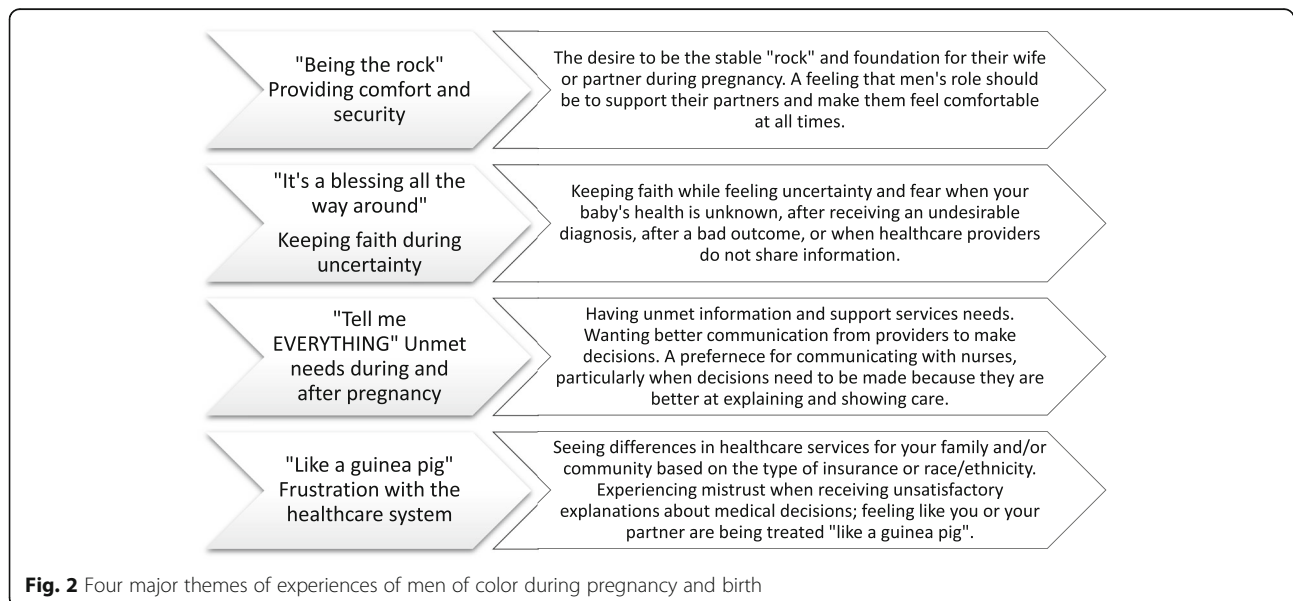 "Being the rock"
Providing comfort and
security
The desire to be the stable "rock" and foundation for their wife
or partner during pregnancy. A feeling that men's role should
be to support their partners and make them feel comfortable
at all times.
"It's a blessing all the
way around"
Keeping faith during
uncertainty
Keeping faith while feeling uncertainty and fear when your
baby's health is unknown, after receiving an undesirable
diagnosis, after a bad outcome, or when healthcare providers
do not share information.
"Tell me
EVERYTHING" Unmet
needs during and
after pregnancy
Having unmet information and support services needs.
Wanting better communication from providers to make
decisions. A prefernece for communicating with nurses,
particularly when decisions need to be made because they are
better at explaining and showing care.
"Like a guinea pig"
Frustration with the
healthcare system
Seeing differences in healthcare services for your family and/or
community based on the type of insurance or race/ethnicity.
Experiencing mistrust when receiving unsatisfactory
explanations about medical decisions; feeling like you or your
partner are being treated "like a guinea pig".
Fig. 2 Four major themes of experiences of men of color during pregnancy and birth